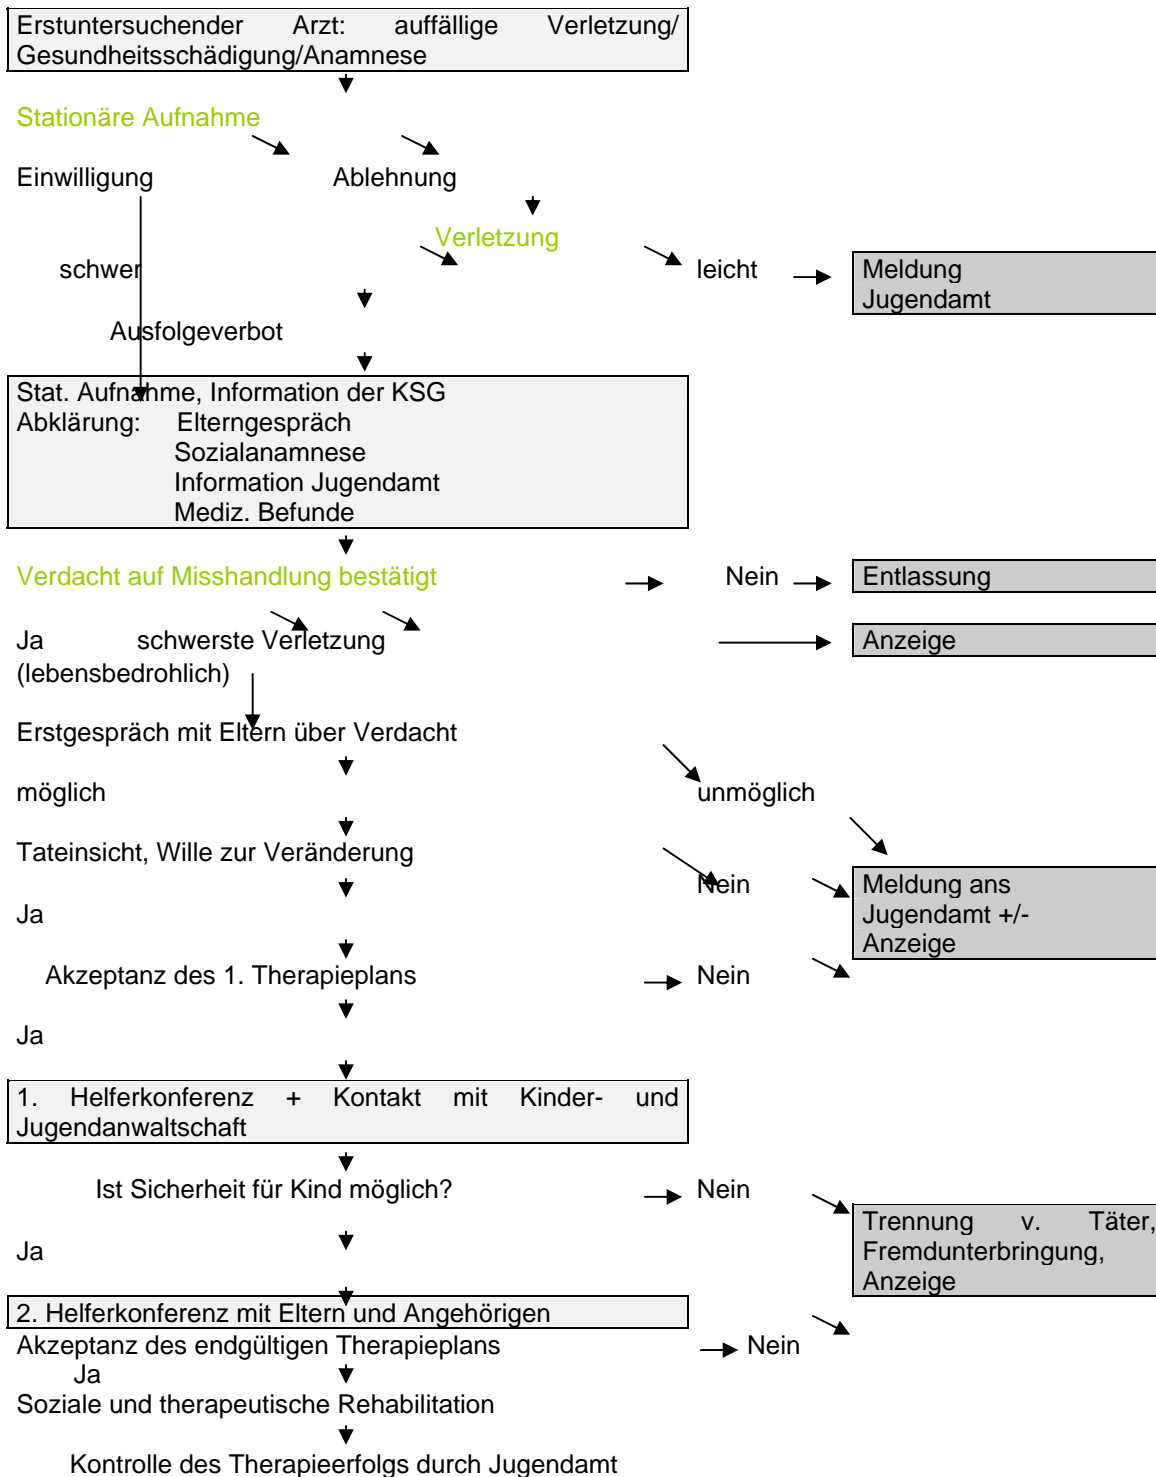 Erstuntersuchender Arzt: auffällige Verletzung/
Gesundheitsschädigung/Anamnese
Stationäre Aufnahme
Einwilligung Ablehnung
Verletzung
schwer leicht Meldung
Jugendamt
Ausfolgeverbot
Stat. Aufnahme, Information der KSG
Abklärung: Elterngespräch
Sozialanamnese
Information Jugendamt
Mediz. Befunde
Verdacht auf Misshandlung bestätigt Nein Entlassung
Ja schwerste Verletzung Anzeige
(lebensbedrohlich)
Erstgespräch mit Eltern über Verdacht
möglich unmöglich
Tateinsicht, Wille zur Veränderung
Nein Meldung ans
Jugendamt +/-
Ja
Anzeige
Akzeptanz des 1. Therapieplans Nein
Ja
1. Helferkonferenz + Kontakt mit Kinder- und
Jugendanwaltschaft
Ist Sicherheit für Kind möglich? Nein
Trennung v. Täter,
Ja Fremdunterbringung,
Anzeige
2. Helferkonferenz mit Eltern und Angehörigen
Akzeptanz des endgültigen Therapieplans Nein
Ja
Soziale und therapeutische Rehabilitation
Kontrolle des Therapieerfolgs durch Jugendamt